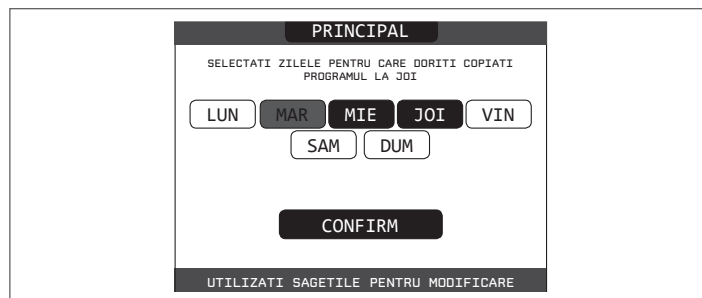 PRINCIPAL
SELECTATI ZILELE PENTRU CARE DORITI COPIATI
PROGRAMUL LA JOI
LUN MAR MIE JOI VIN
SAM DUM
CONFIRM
UTILIZATI SAGETILE PENTRU MODIFICARE